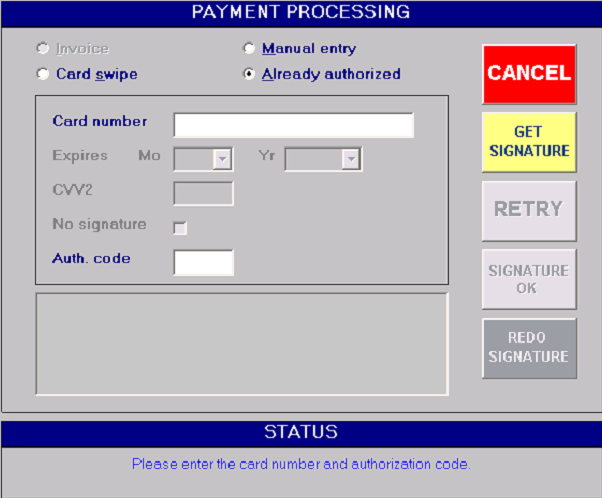 PAYMENT PROCESSING
Invoice
Manual entry
Card swipe
Already authorized
CANCEL
Card number
GET
SIGNATURE
Expires Mo Yr
CVV2
RETRY
No signature
Auth. code
SIGNATURE
OK
REDO
SIGNATURE
STATUS
Please enter the card number and authorization code.